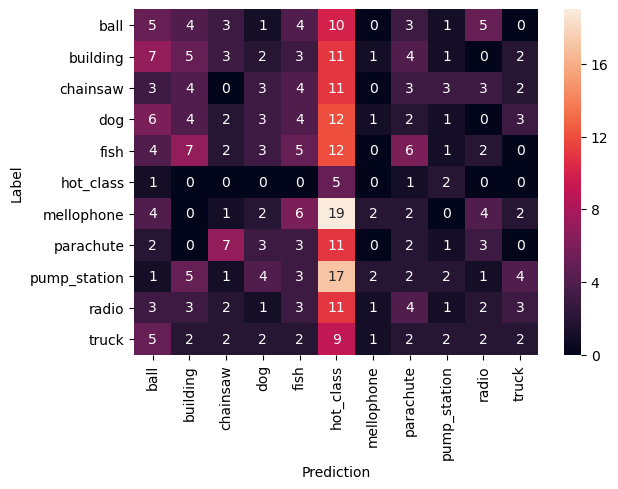 Label
ball 5 4 3 1 4 10 0 3 1 5 0
building 7 5 3 2 3 11 1 4 1 0 2
chainsaw 3 4 0 3 4 11 0 3 3 3 2
dog 6 4 2 3 4 12 1 2 1 0 3
fish 4 7 2 3 5 12 0 6 1 2 0
hot_class 1 0 0 0 0 5 0 1 2 0 0
mellophone 4 0 1 2 6 19 2 2 0 4 2
parachute 2 0 7 3 3 11 0 2 1 3 0
pump_station 1 5 1 4 3 17 2 2 2 1 4
radio 3 3 2 1 3 11 1 4 1 2 3
truck 5 2 2 2 2 9 1 2 2 2 2
ball building chainsaw dog fish hot_class mellophone parachute pump_station radio truck
Prediction
16
12
8
4
0